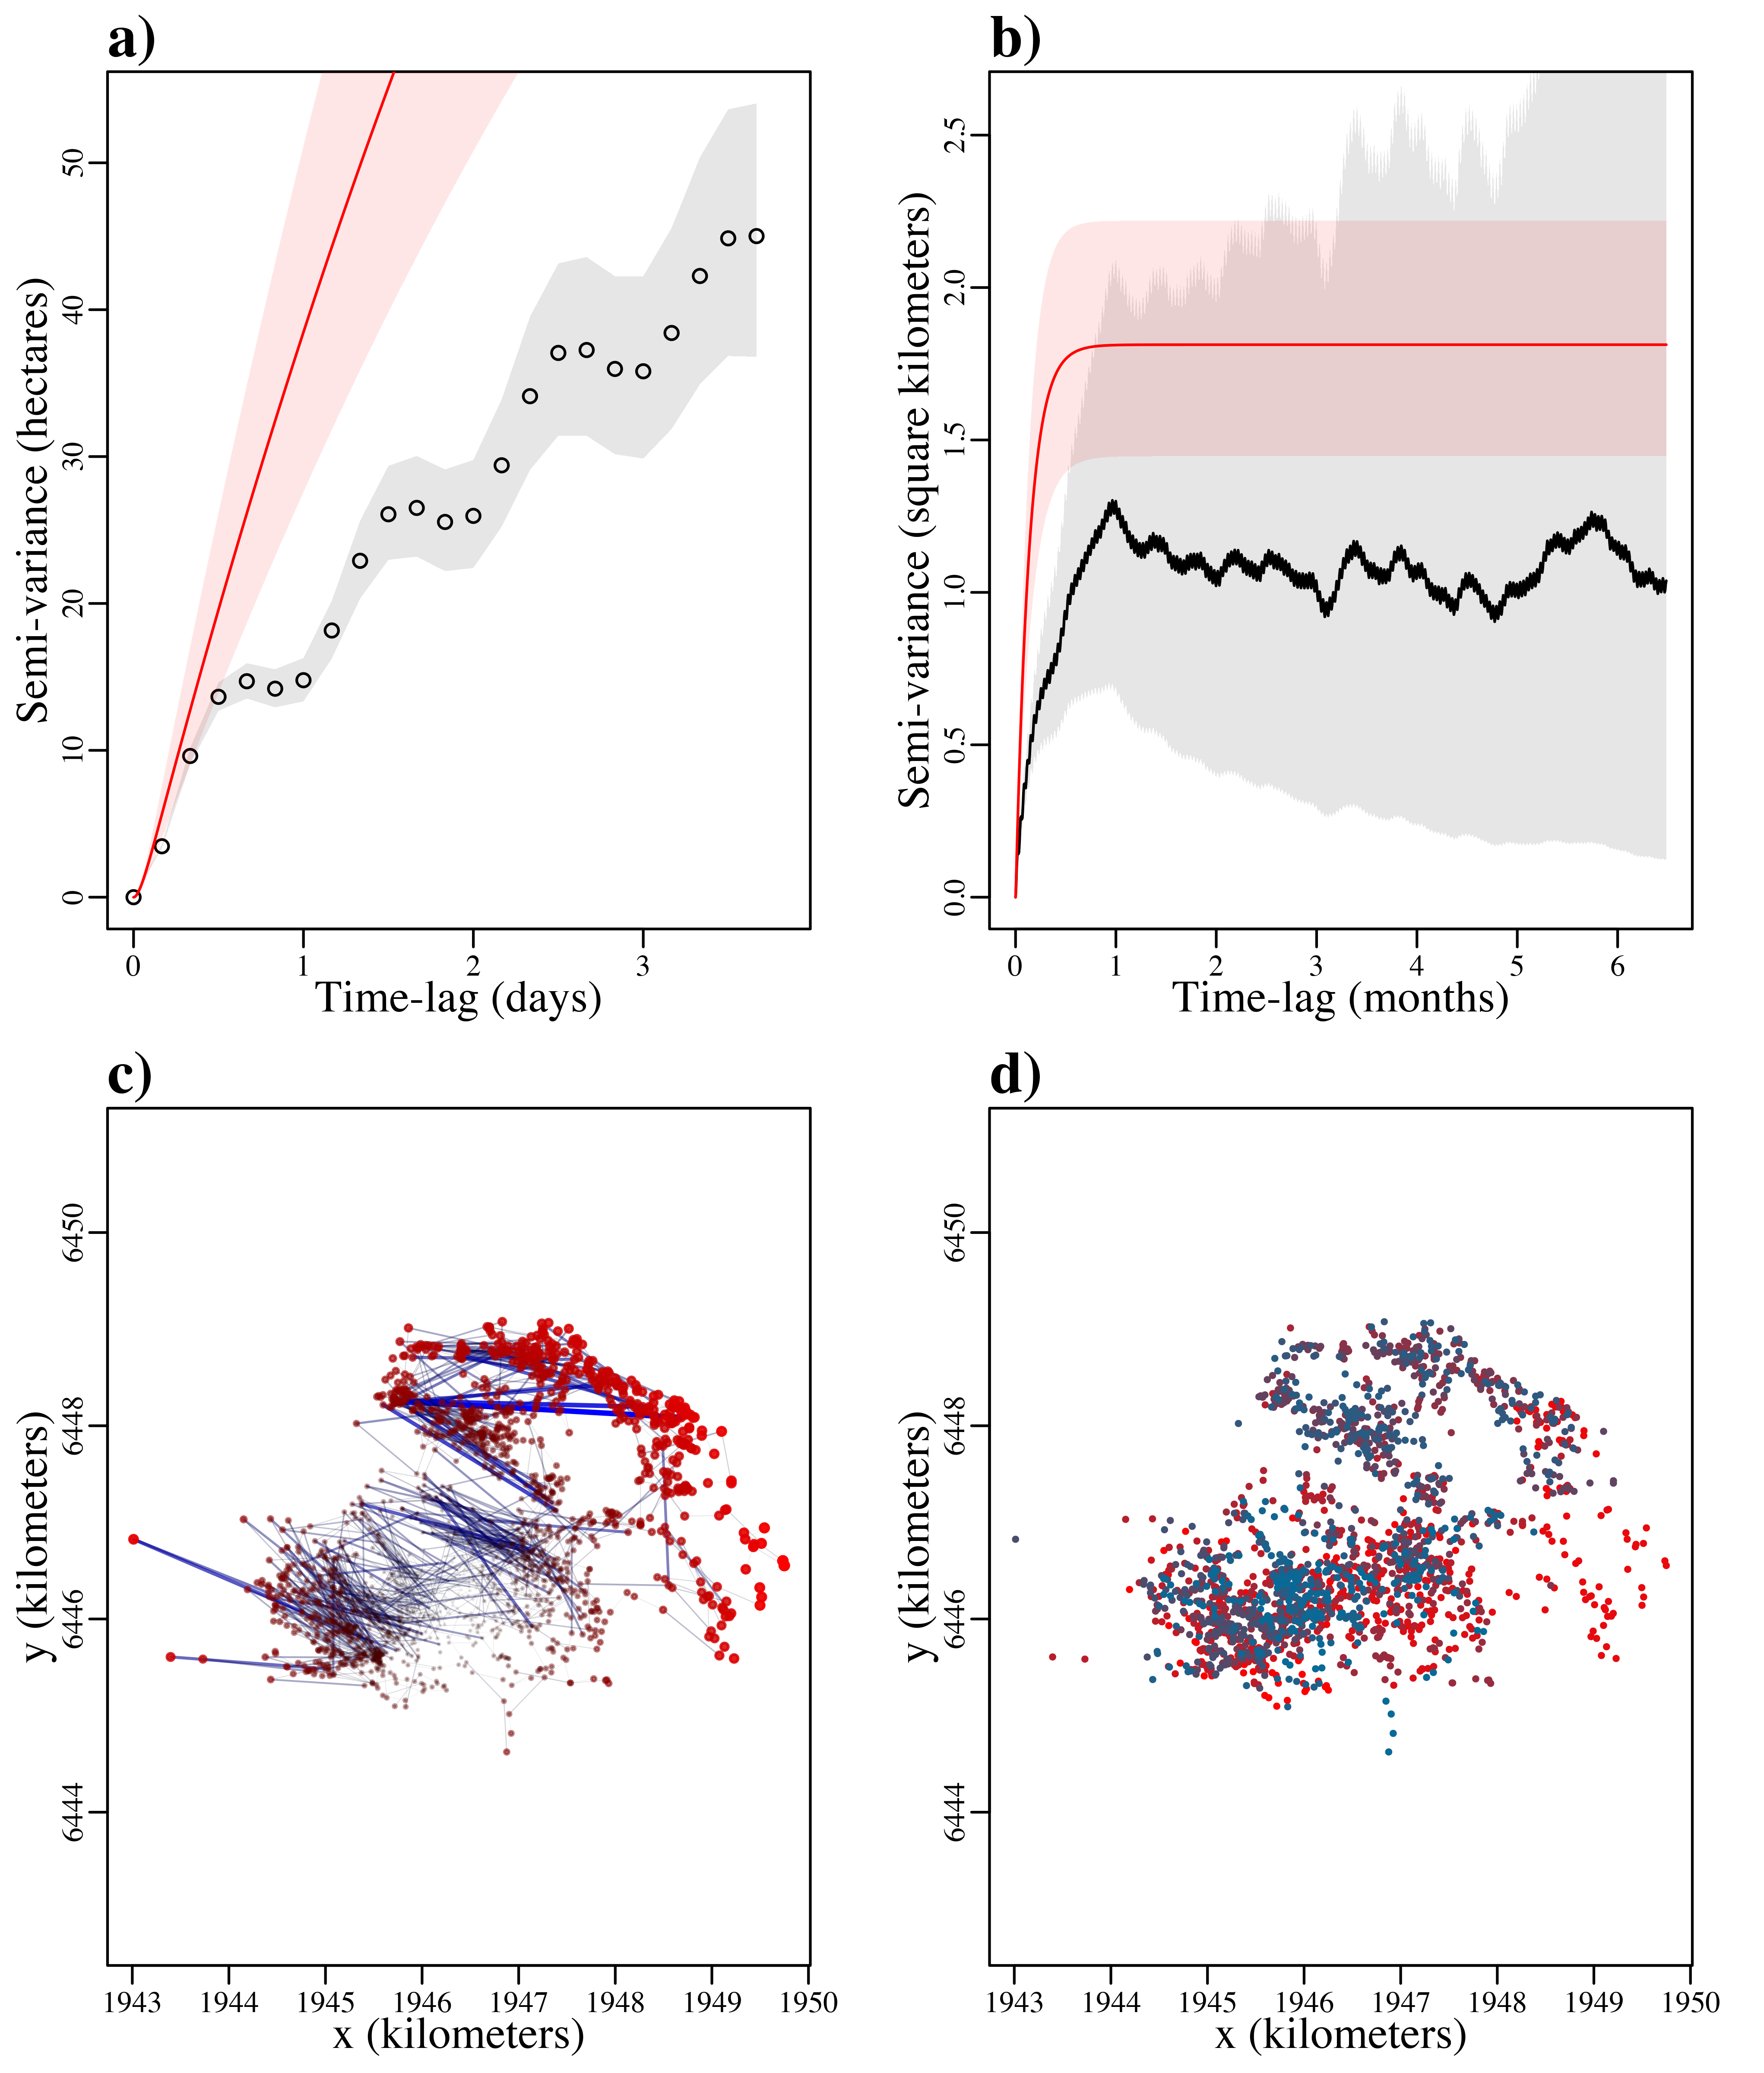 a)
Semi-variance (hectares)
0 10 20 30 40 50
0 1 2 3
Time-lag (days)
b)
Semi-variance (square kilometers)
0.0 0.5 1.0 1.5 2.0 2.5
0 1 2 3 4 5 6
Time-lag (months)
c)
y (kilometers)
6444 6446 6448 6450
1943 1944 1945 1946 1947 1948 1949 1950
x (kilometers)
d)
y (kilometers)
6444 6446 6448 6450
1943 1944 1945 1946 1947 1948 1949 1950
x (kilometers)